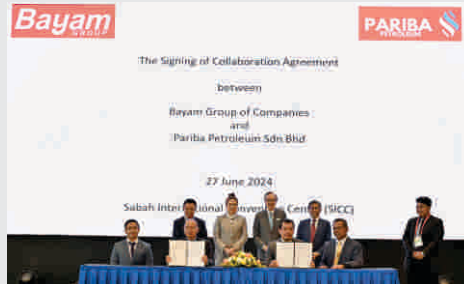 Bayam
GROUP
PARIBA
PETROLEUM
The Signing of Collaboration Agreement
between
Bayam Group of Companies
and
Pariba Petroleum Sdn Bhd
27 June 2024
Sabah International Convention Centre (SICC)